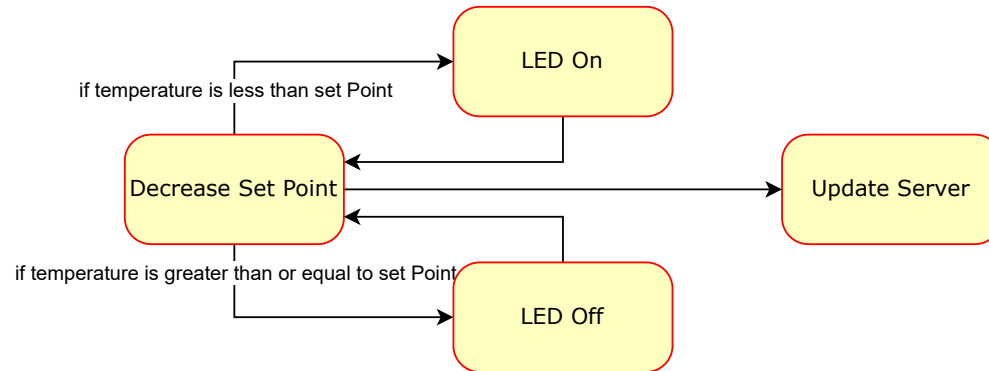 LED On
if temperature is less than set Point
Decrease Set Point
Update Server
if temperature is greater than or equal to set Point
LED Off